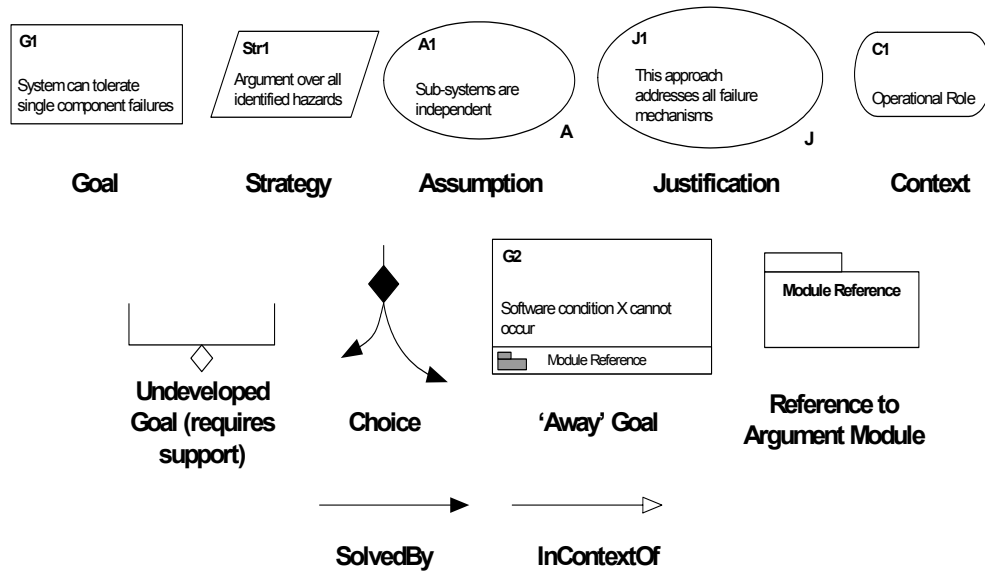 G1
System can tolerate
single component failures
Goal
Str1
Argument over all
identified hazards
Strategy
A1
Sub-systems are
independent
A
Assumption
J1
This approach
addresses all failure
mechanisms
J
Justification
C1
Operational Role
Context
Undeveloped
Goal (requires
support)
Choice
G2
Software condition X cannot
occur
Module Reference
‘Away’ Goal
Module Reference
Reference to
Argument Module
SolvedBy
InContextOf